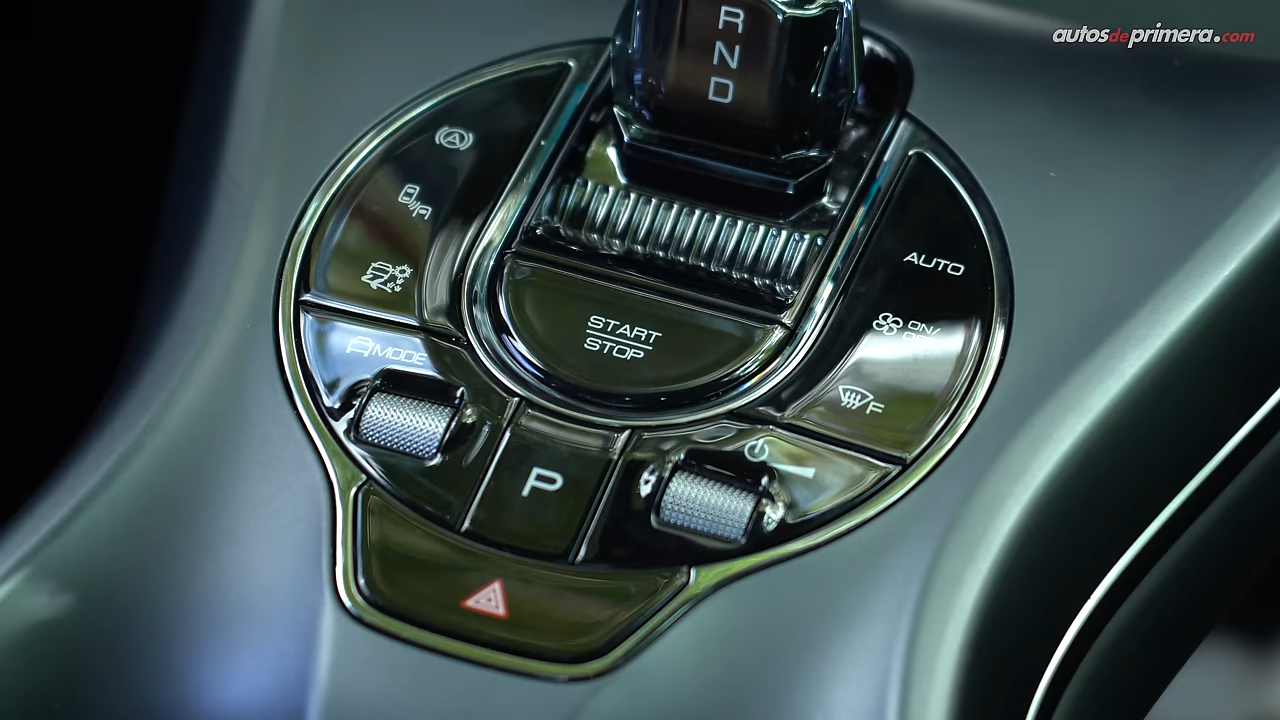 autosdeprimera.com
R
N
D
A
AUTO
ON/
MODE
START
STOP
F
P